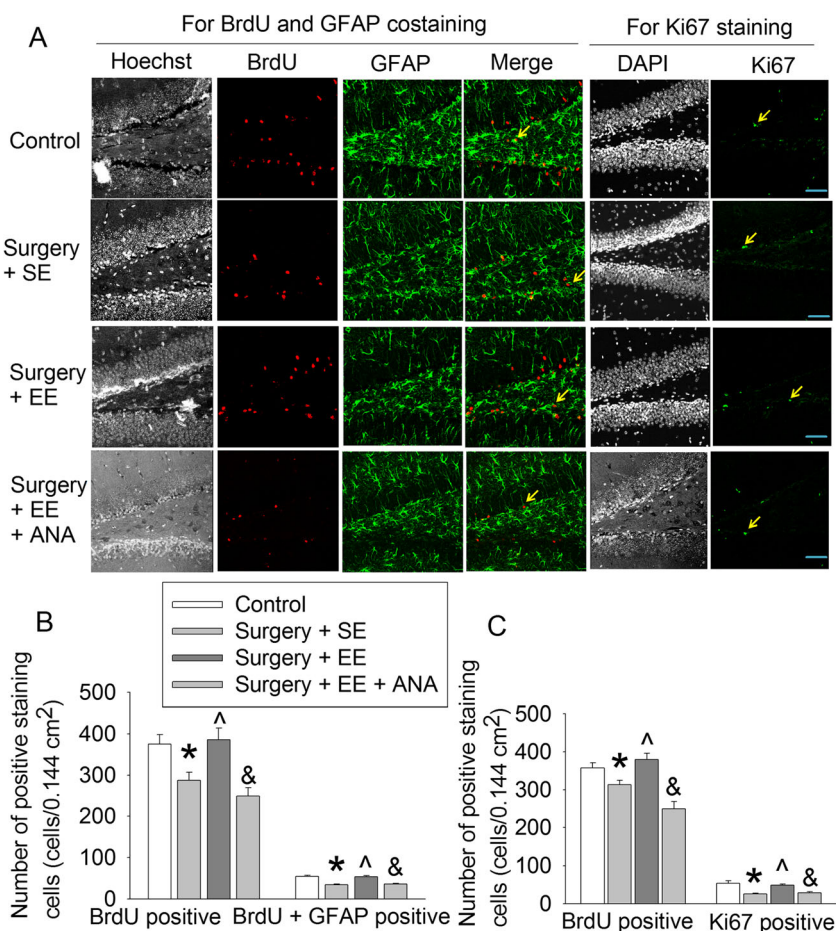 A
For BrdU and GFAP costaining
For Ki67 staining
Hoechst BrdU GFAP Merge DAPI Ki67
Control
Surgery
+ SE
Surgery
+ EE
Surgery
+ EE
+ ANA
B
Control
Surgery + SE
Surgery + EE
Surgery + EE + ANA
Number of positive staining
cells (cells/0.144 cm²)
500
400
300
200
100
0
* ^ &
* ^ &
BrdU positive BrdU + GFAP positive
C
Number of positive staining
cells (cells/0.144 cm²)
500
400
300
200
100
0
* ^ &
* ^ &
BrdU positive Ki67 positive